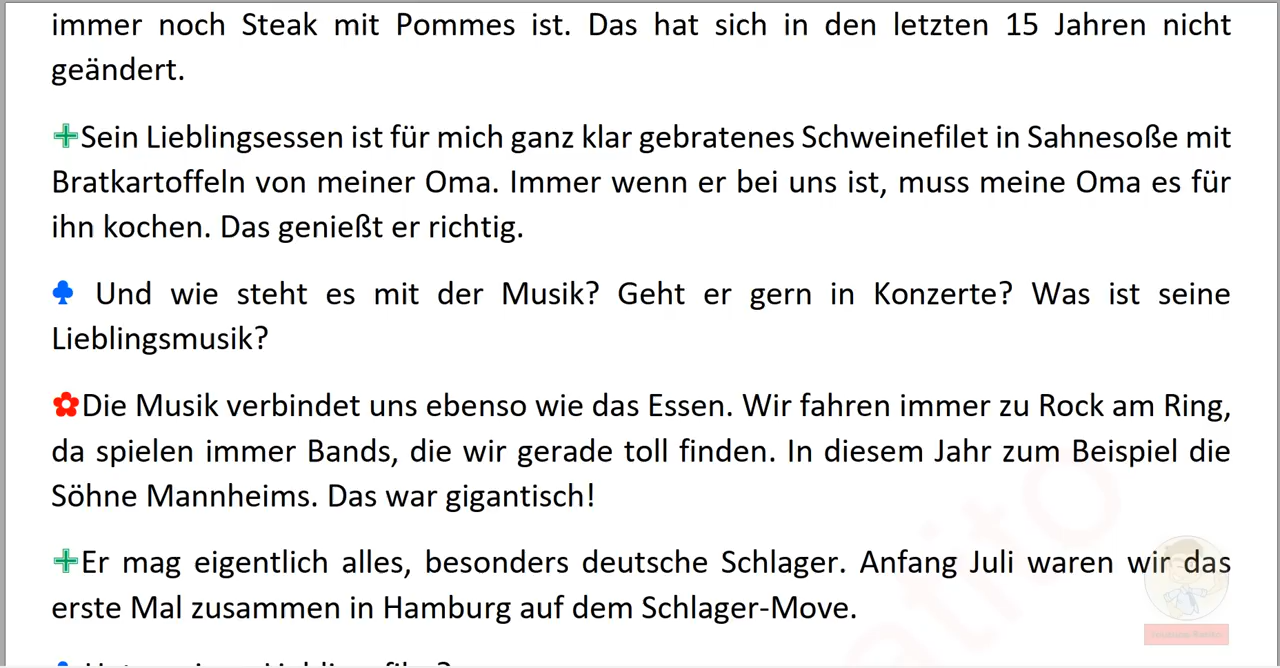 immer noch Steak mit Pommes ist. Das hat sich in den letzten 15 Jahren nicht
geändert.
Sein Lieblingsessen ist für mich ganz klar gebratenes Schweinefilet in Sahnesoße mit
Bratkartoffeln von meiner Oma. Immer wenn er bei uns ist, muss meine Oma es für
ihn kochen. Das genießt er richtig.
♣ Und wie steht es mit der Musik? Geht er gern in Konzerte? Was ist seine
Lieblingsmusik?
Die Musik verbindet uns ebenso wie das Essen. Wir fahren immer zu Rock am Ring,
da spielen immer Bands, die wir gerade toll finden. In diesem Jahr zum Beispiel die
Söhne Mannheims. Das war gigantisch!
Er mag eigentlich alles, besonders deutsche Schlager. Anfang Juli waren wir das
erste Mal zusammen in Hamburg auf dem Schlager-Move.